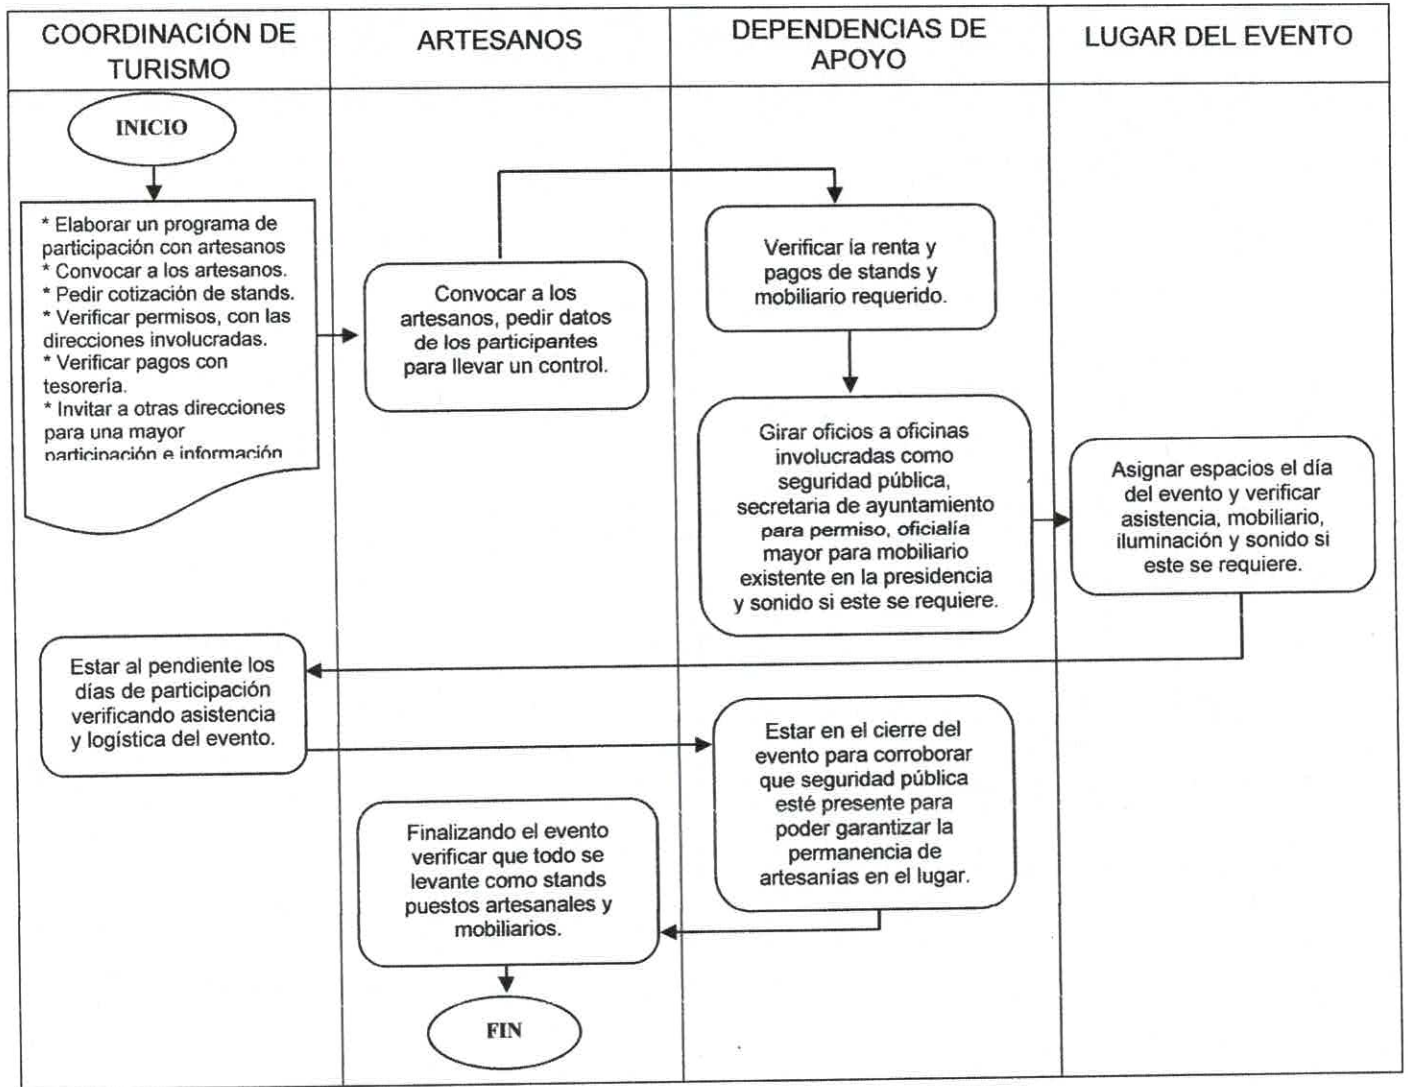 COORDINACIÓN DE
TURISMO
ARTESANOS
DEPENDENCIAS DE
APOYO
LUGAR DEL EVENTO
INICIO
* Elaborar un programa de
participación con artesanos
* Convocar a los artesanos.
* Pedir cotización de stands.
* Verificar permisos, con las
direcciones involucradas.
* Verificar pagos con
tesorería.
* Invitar a otras direcciones
para una mayor
participación e información
Convocar a los
artesanos, pedir datos
de los participantes
para llevar un control.
Verificar la renta y
pagos de stands y
mobiliario requerido.
Girar oficios a oficinas
involucradas como
seguridad pública,
secretaria de ayuntamiento
para permiso, oficialía
mayor para mobiliario
existente en la presidencia
y sonido si este se requiere.
Asignar espacios el día
del evento y verificar
asistencia, mobiliario,
iluminación y sonido si
este se requiere.
Estar al pendiente los
días de participación
verificando asistencia
y logística del evento.
Estar en el cierre del
evento para corroborar
que seguridad pública
esté presente para
poder garantizar la
permanencia de
artesanías en el lugar.
Finalizando el evento
verificar que todo se
levante como stands
puestos artesanales y
mobiliarios.
FIN